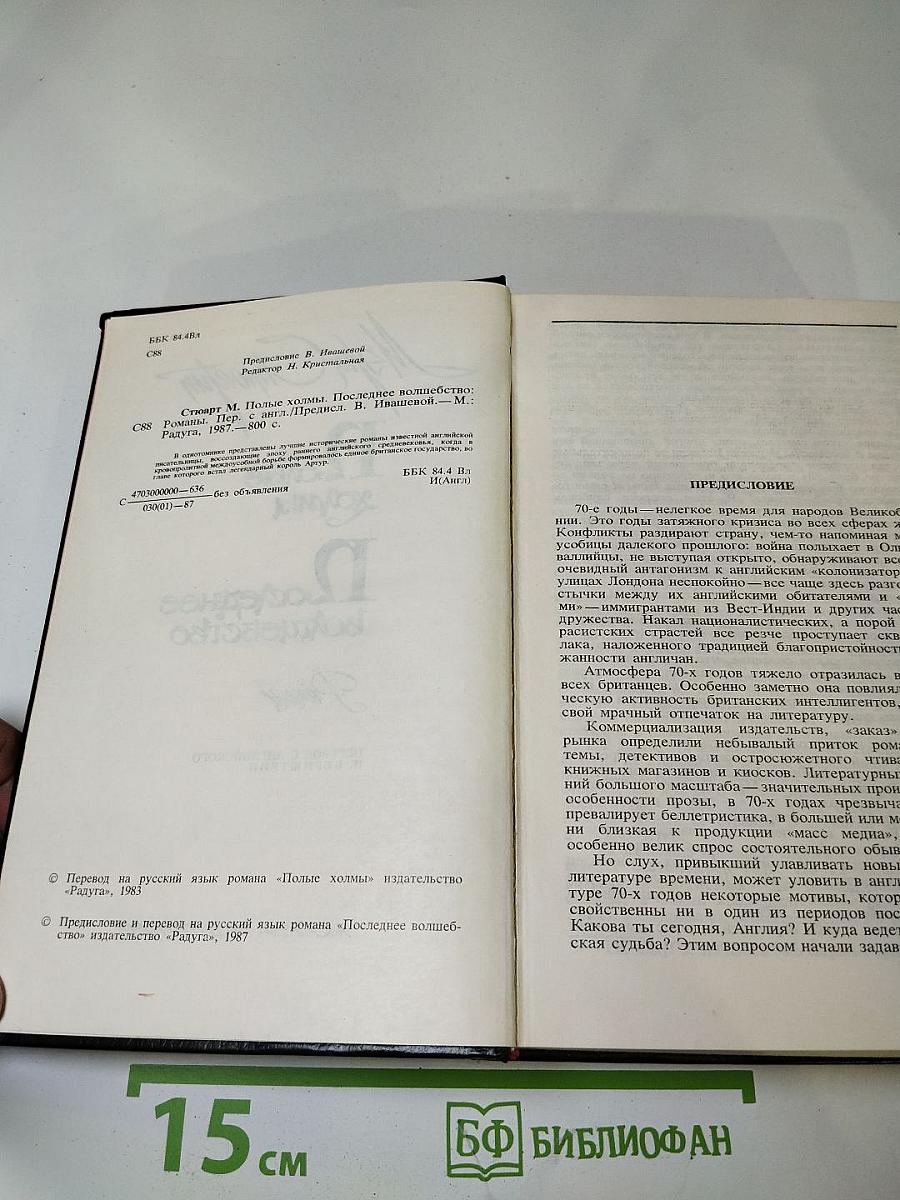 ББК 84.4Вл
С88
Предисловие В. Ивашевой
Редактор Н. Кристальная
Стюарт М. Полые холмы. Последнее волшебство:
С88 Романы. Пер. с англ./Предисл. В. Ивашевой.— М.:
Радуга, 1987.—800 с.
В однотомнике представлены лучшие исторические романы известной английской
писательницы, воссоздающие эпоху раннего английского средневековья, когда в
кровопролитной междоусобной борьбе формировалось единое британское государство, во
главе которого встал легендарный король Артур.
С 4703000000—636
030(01)—87
без объявления
ББК 84.4 Вл
И(Англ)
© Перевод на русский язык романа «Полые холмы» издательство
«Радуга», 1983
© Предисловие и перевод на русский язык романа «Последнее волшеб-
ство» издательство «Радуга», 1987
ПРЕДИСЛОВИЕ
70-е годы—нелегкое время для народов Великоб
нии. Это годы затяжного кризиса во всех сферах ж
Конфликты раздирают страну, чем-то напоминая м
усобицы далекого прошлого: война полыхает в Оль
валлийцы, не выступая открыто, обнаруживают все
очевидный антагонизм к английским «колонизатор
улицах Лондона неспокойно—все чаще здесь разго
стычки между их английскими обитателями и «
ми»—иммигрантами из Вест-Индии и других час
дружества. Накал националистических, а порой
расистских страстей все резче проступает скв
лака, наложенного традицией благопристойност
жанности англичан.
Атмосфера 70-х годов тяжело отразилась в
всех британцев. Особенно заметно она повлиял
ческую активность британских интеллигентов,
свой мрачный отпечаток на литературу.
Коммерциализация издательств, «заказ»
рынка определили небывалый приток рома
темы, детективов и остросюжетного чтива
книжных магазинов и киосков. Литературны
ний большого масштаба—значительных прои
особенности прозы, в 70-х годах чрезвыча
превалирует беллетристика, в большей или м
ни близкая к продукции «масс медиа»,
особенно велик спрос состоятельного обыв
Но слух, привыкший улавливать новы
литературе времени, может уловить в англ
туре 70-х годов некоторые мотивы, котор
свойственны ни в один из периодов пос
Какова ты сегодня, Англия? И куда ведет
ская судьба? Этим вопросом начали задав
15 см
БФ БИБЛИОФАН